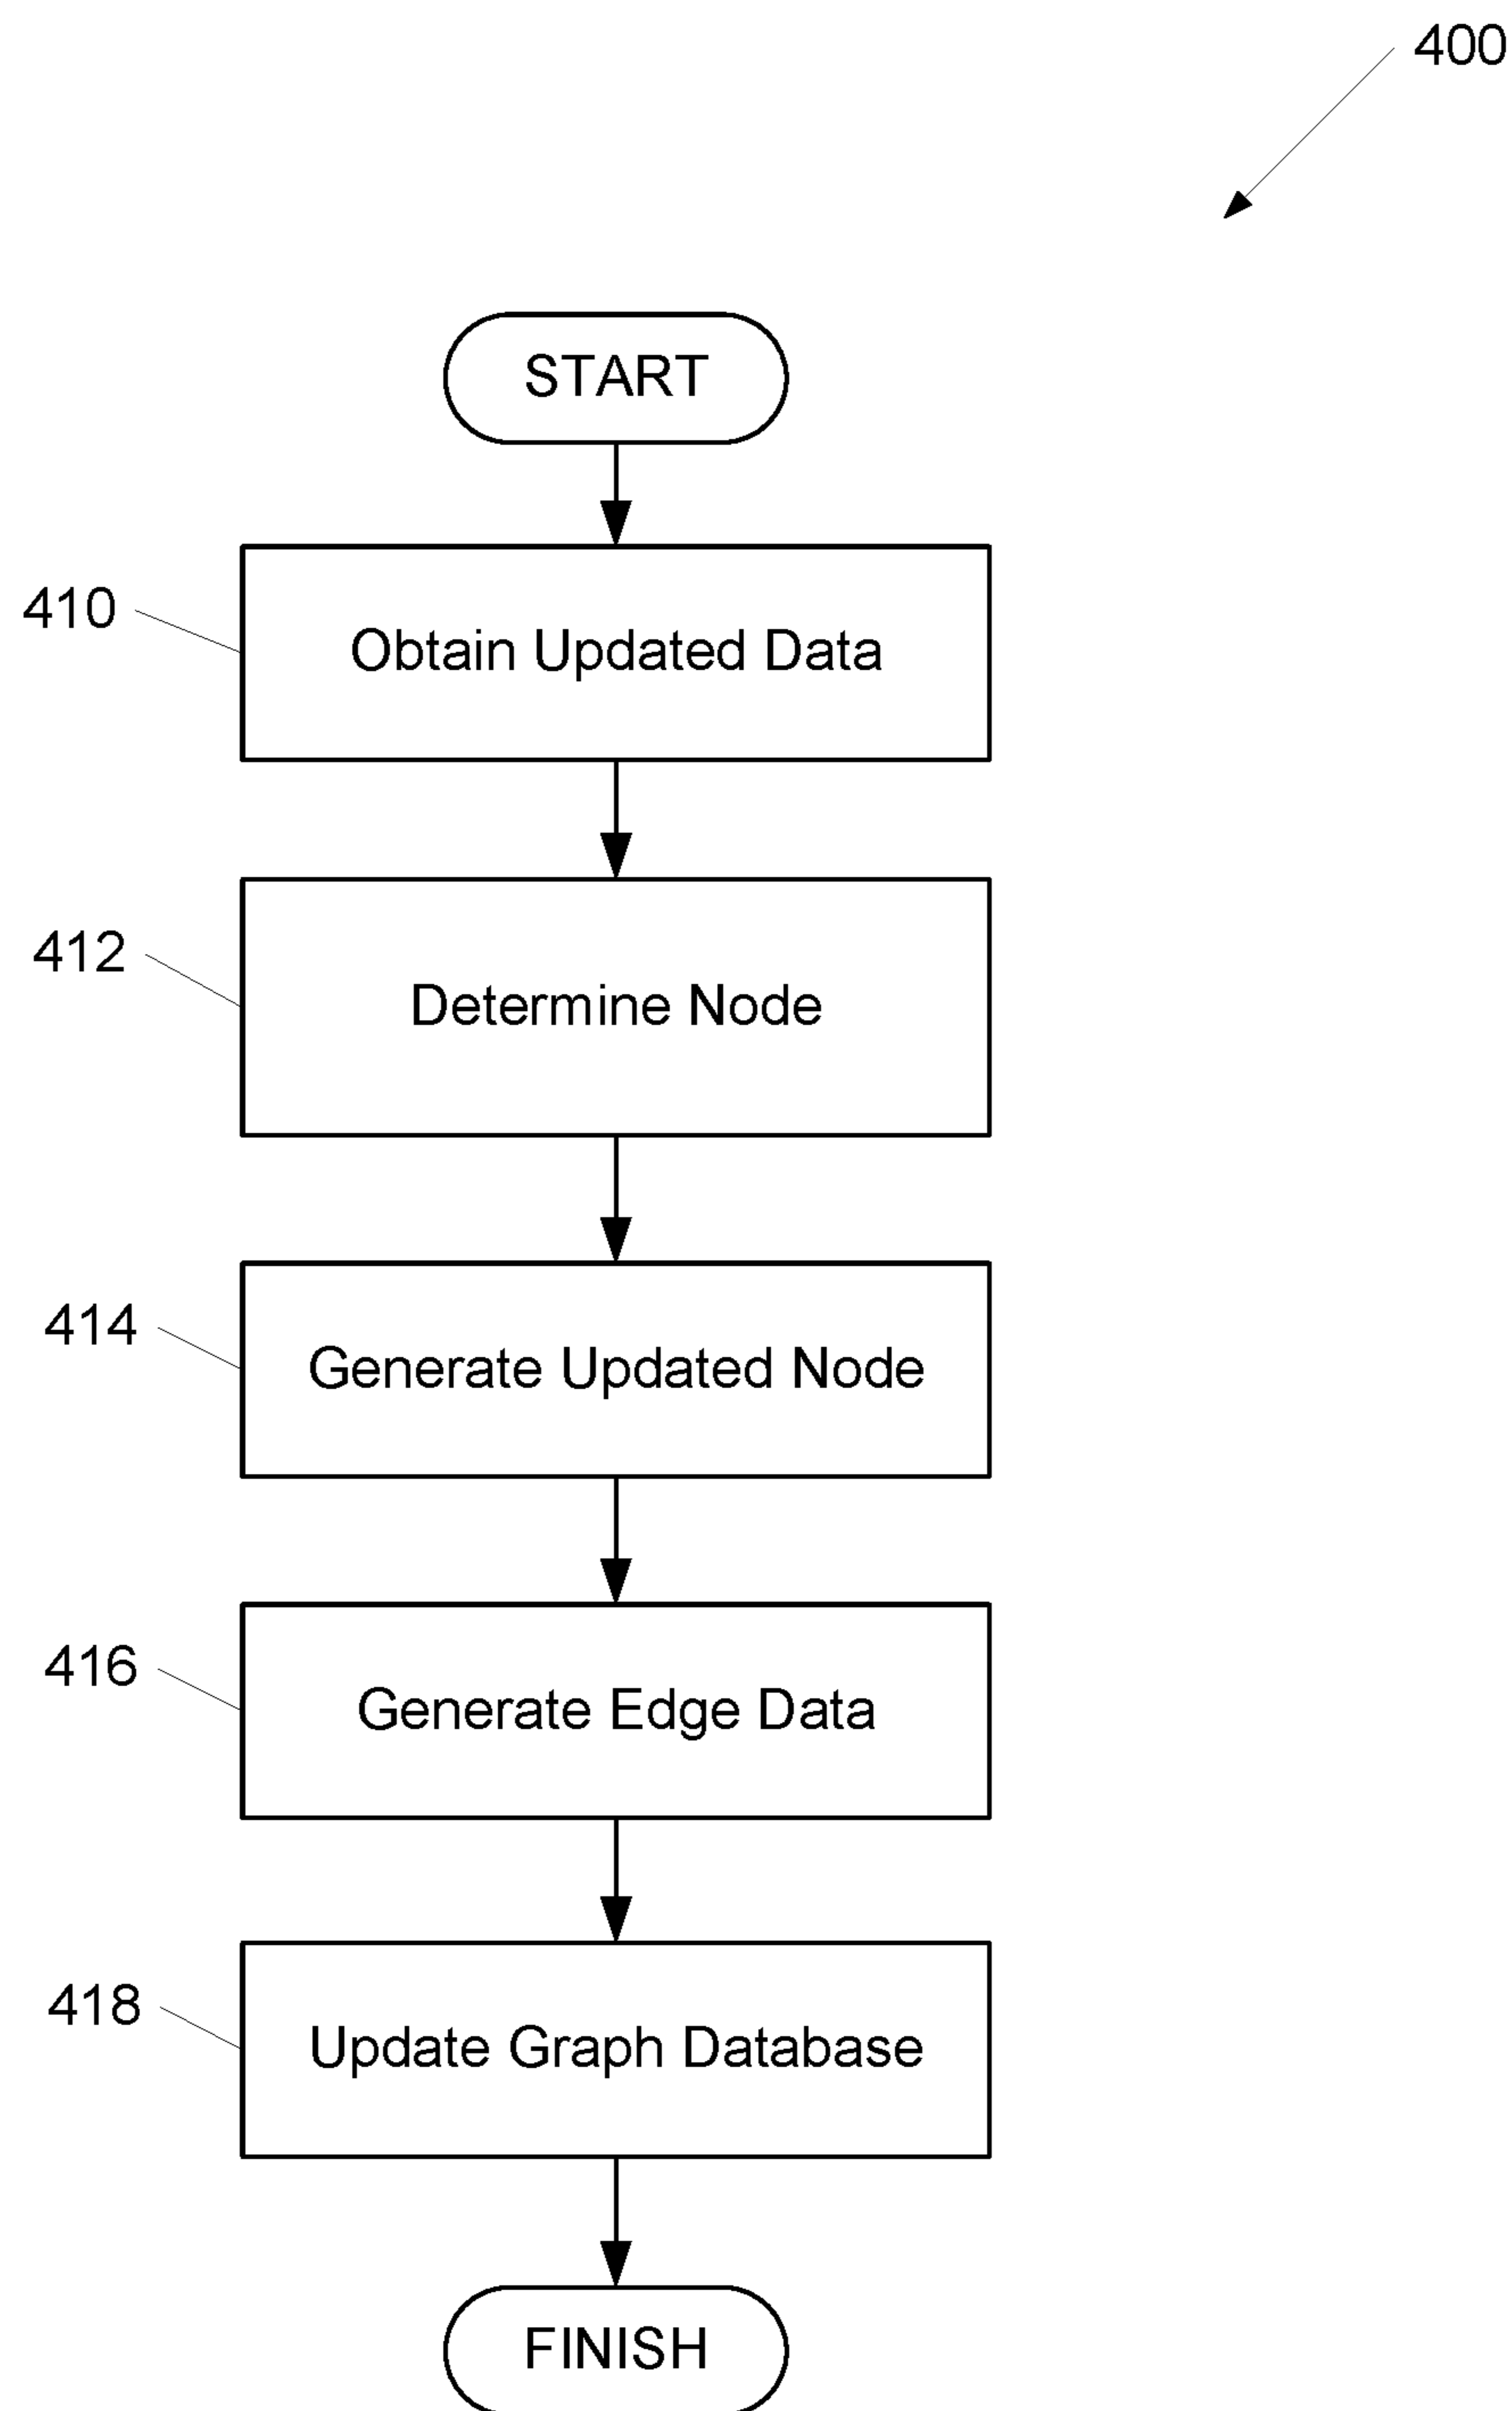 400
START
410
Obtain Updated Data
412
Determine Node
414
Generate Updated Node
416
Generate Edge Data
418
Update Graph Database
FINISH